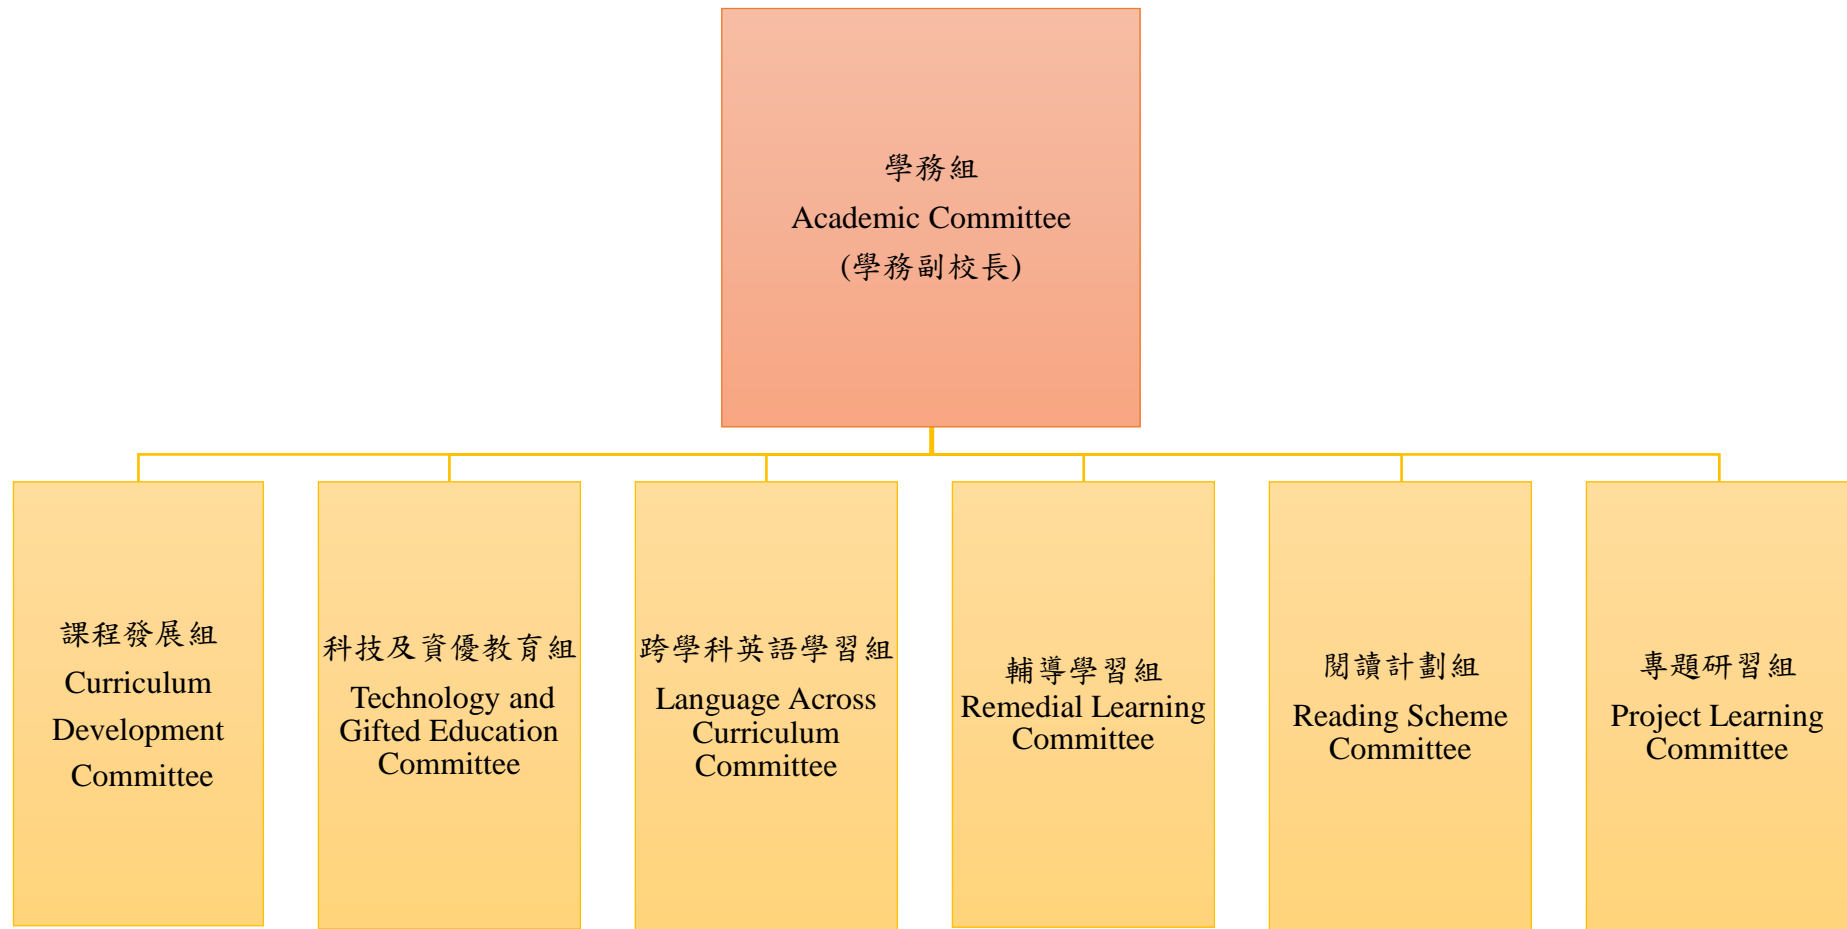 學務組
Academic Committee
(學務副校長)
課程發展組
Curriculum
Development
Committee
科技及資優教育組
Technology and
Gifted Education
Committee
跨學科英語學習組
Language Across
Curriculum
Committee
輔導學習組
Remedial Learning
Committee
閱讀計劃組
Reading Scheme
Committee
專題研習組
Project Learning
Committee